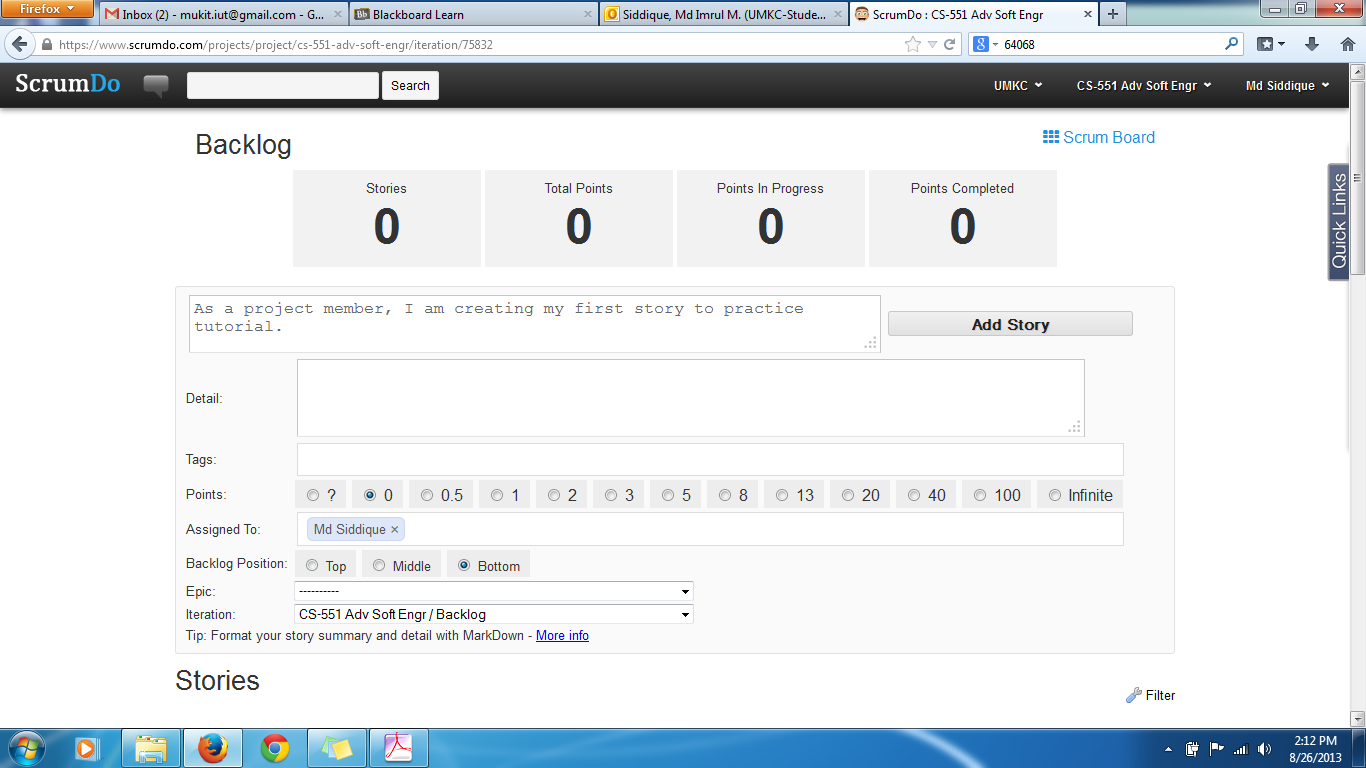 Firefox
Inbox (2) - mukit.iut@gmail.com - G...
Blackboard Learn
Siddique, Md Imrul M. (UMKC-Stude...
ScrumDo : CS-551 Adv Soft Engr
https://www.scrumdo.com/projects/project/cs-551-adv-soft-engr/iteration/75832
64068
ScrumDo
Search
UMKC
CS-551 Adv Soft Engr
Md Siddique
Backlog
Scrum Board
Quick Links
Stories
Total Points
Points In Progress
Points Completed
0
0
0
0
As a project member, I am creating my first story to practice
tutorial.
Add Story
Detail:
Tags:
Points: ? 0 0.5 1 2 3 5 8 13 20 40 100 Infinite
Assigned To: Md Siddique ×
Backlog Position: Top Middle Bottom
Epic: ----------
Iteration: CS-551 Adv Soft Engr / Backlog
Tip: Format your story summary and detail with MarkDown - More info
Stories
Filter
2:12 PM
8/26/2013